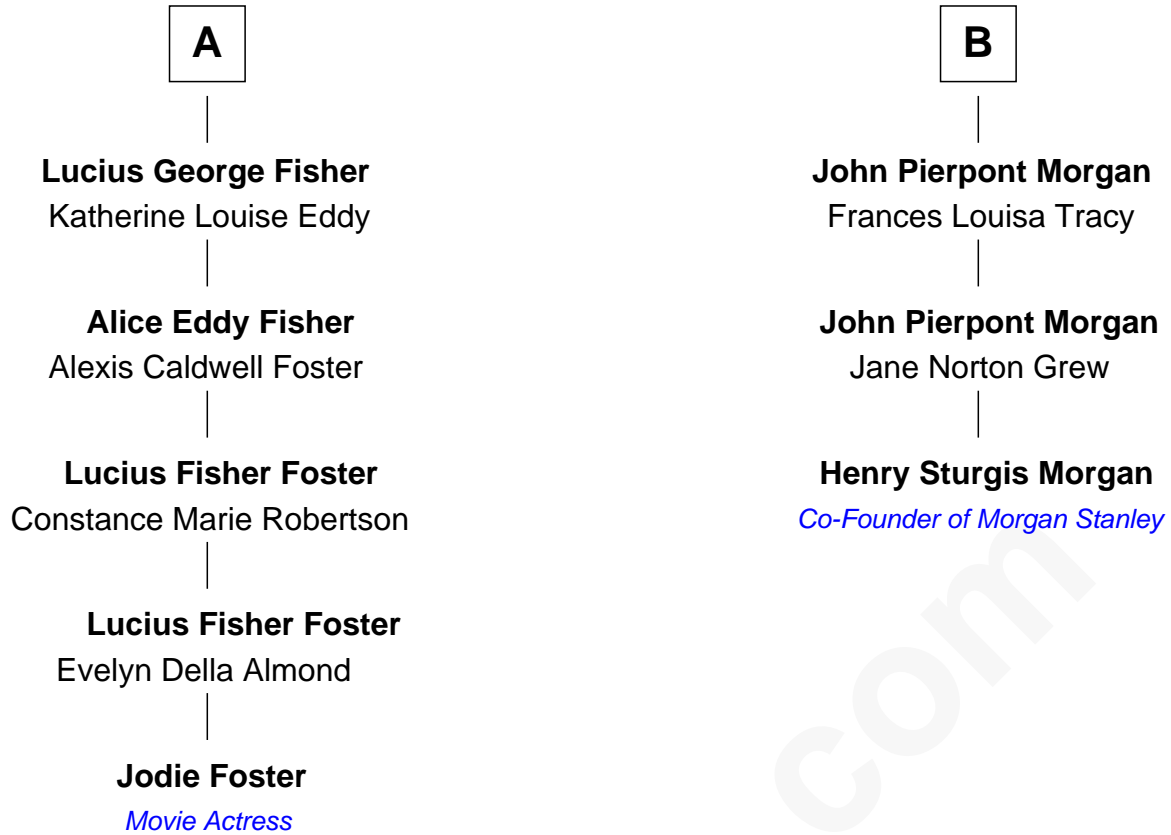 A
Lucius George Fisher
Katherine Louise Eddy
Alice Eddy Fisher
Alexis Caldwell Foster
Lucius Fisher Foster
Constance Marie Robertson
Lucius Fisher Foster
Evelyn Della Almond
Jodie Foster
Movie Actress
B
John Pierpont Morgan
Frances Louisa Tracy
John Pierpont Morgan
Jane Norton Grew
Henry Sturgis Morgan
Co-Founder of Morgan Stanley
com